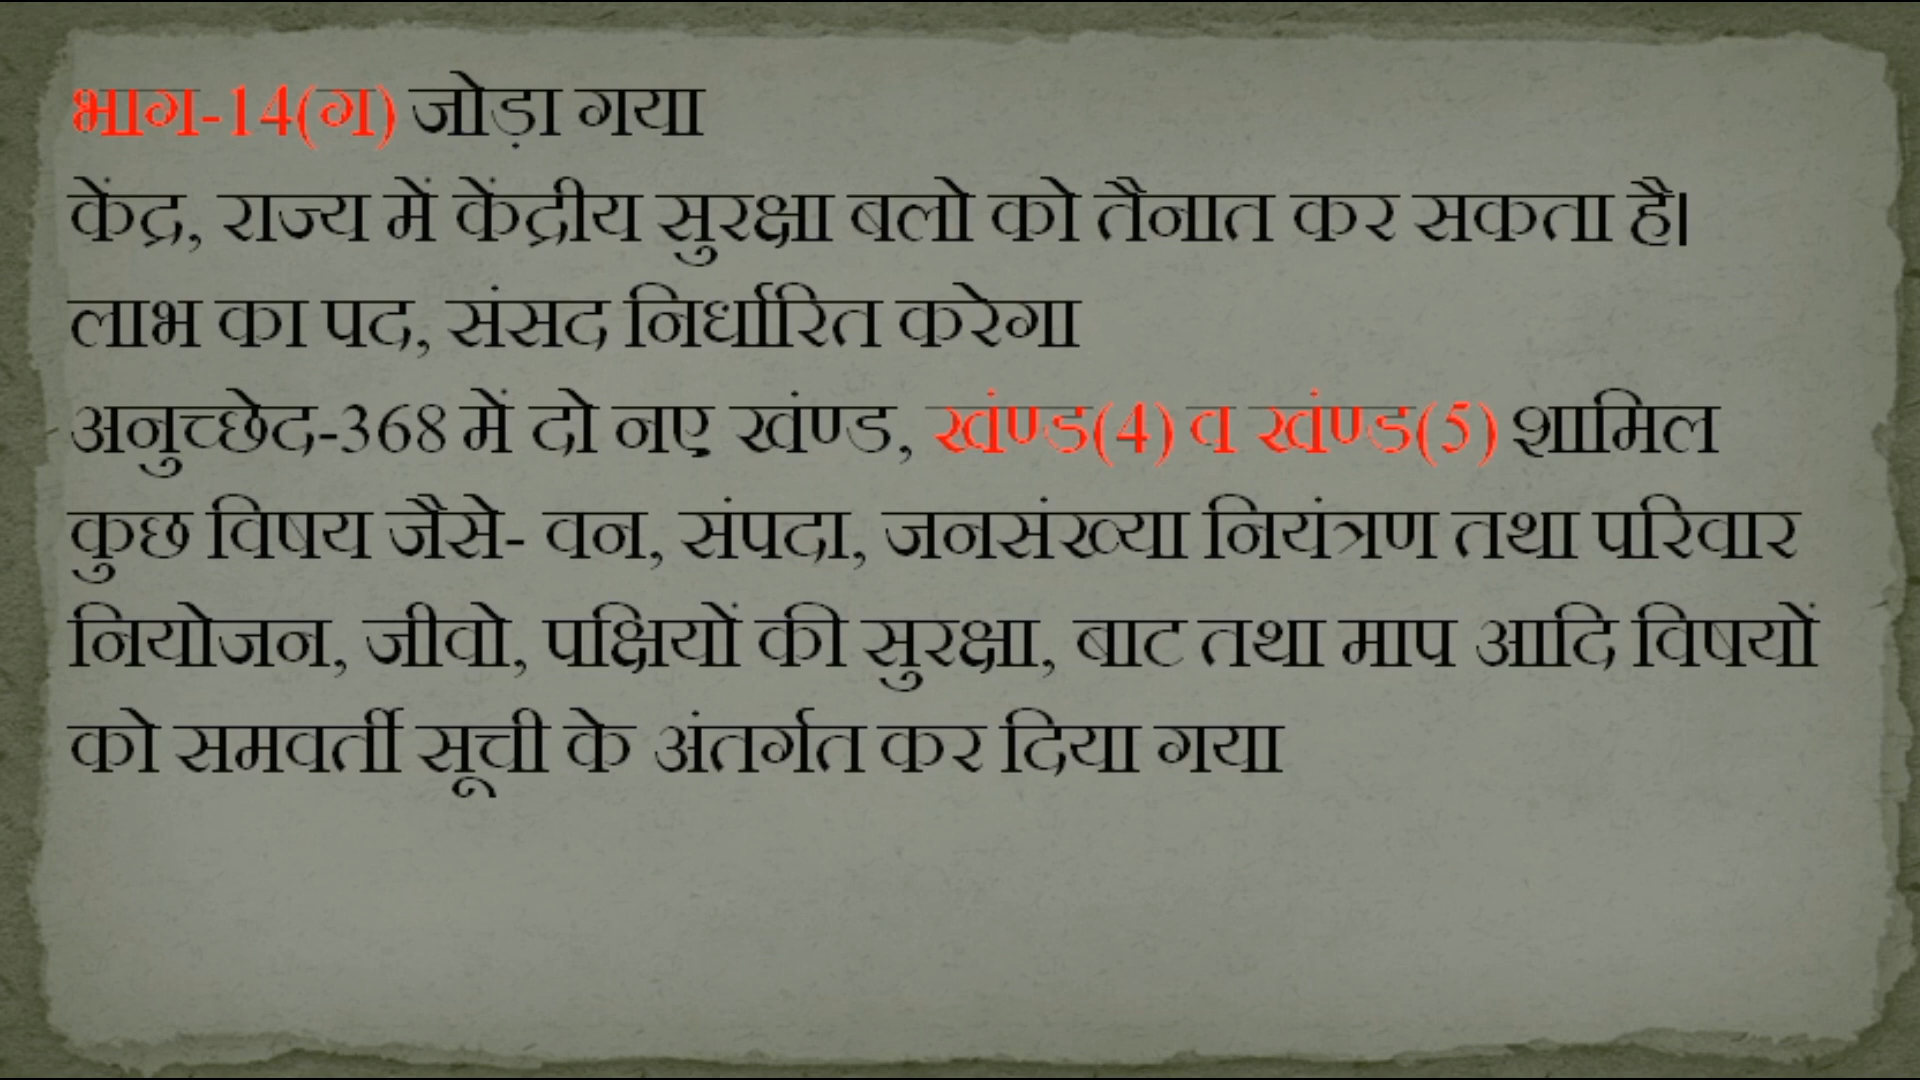 भाग-14(ग) जोड़ा गया
केंद्र, राज्य में केंद्रीय सुरक्षा बलो को तैनात कर सकता है।
लाभ का पद, संसद निर्धारित करेगा
अनुच्छेद-368 में दो नए खंण्ड, खंण्ड(4) व खंण्ड(5) शामिल
कुछ विषय जैसे- वन, संपदा, जनसंख्या नियंत्रण तथा परिवार
नियोजन, जीवो, पक्षियों की सुरक्षा, बाट तथा माप आदि विषयों
को समवर्ती सूची के अंतर्गत कर दिया गया